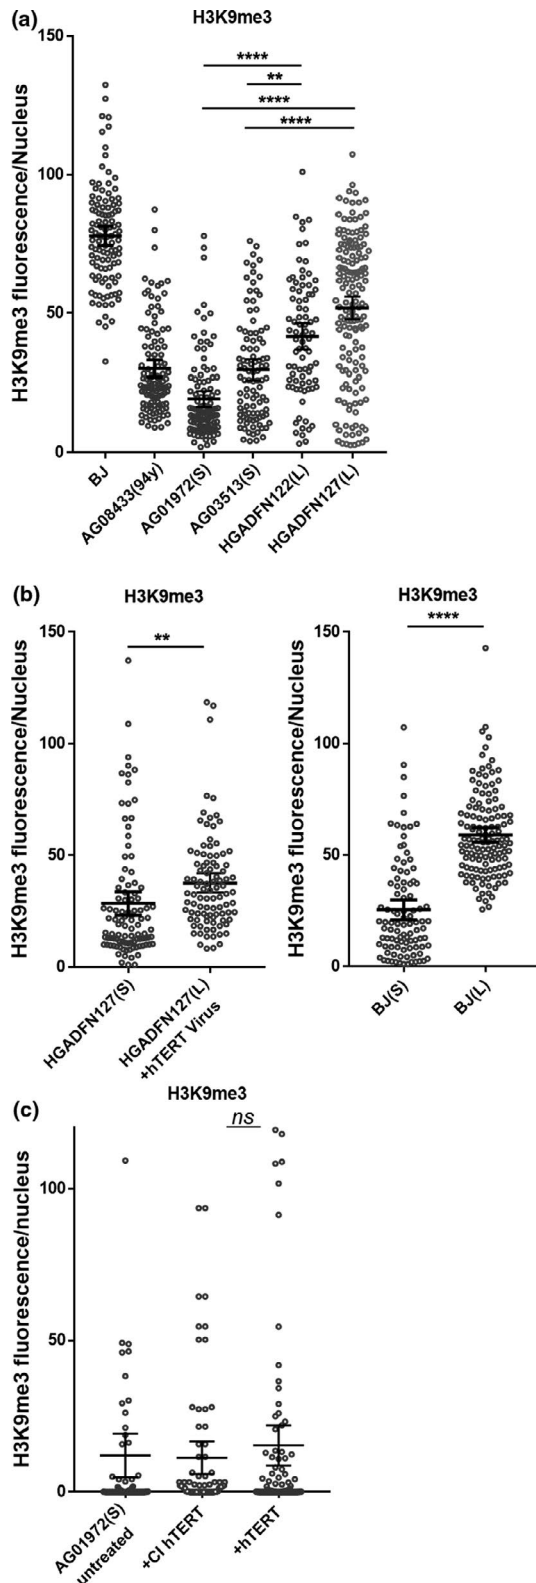 (a)
H3K9me3
H3K9me3 fluorescence/Nucleus
150
100
50
0
****
**
****
****
BJ
AG08433(94y)
AG01972(S)
AG03513(S)
HGADFN122(L)
HGADFN127(L)
(b)
H3K9me3
H3K9me3 fluorescence/Nucleus
150
100
50
0
**
HGADFN127(S)
HGADFN127(L)
+hTERT Virus
H3K9me3
H3K9me3 fluorescence/Nucleus
150
100
50
0
****
BJ(S)
BJ(L)
(c)
H3K9me3
H3K9me3 fluorescence/nucleus
100
50
0
ns
AG01972(S)
untreated
+CI hTERT
+hTERT